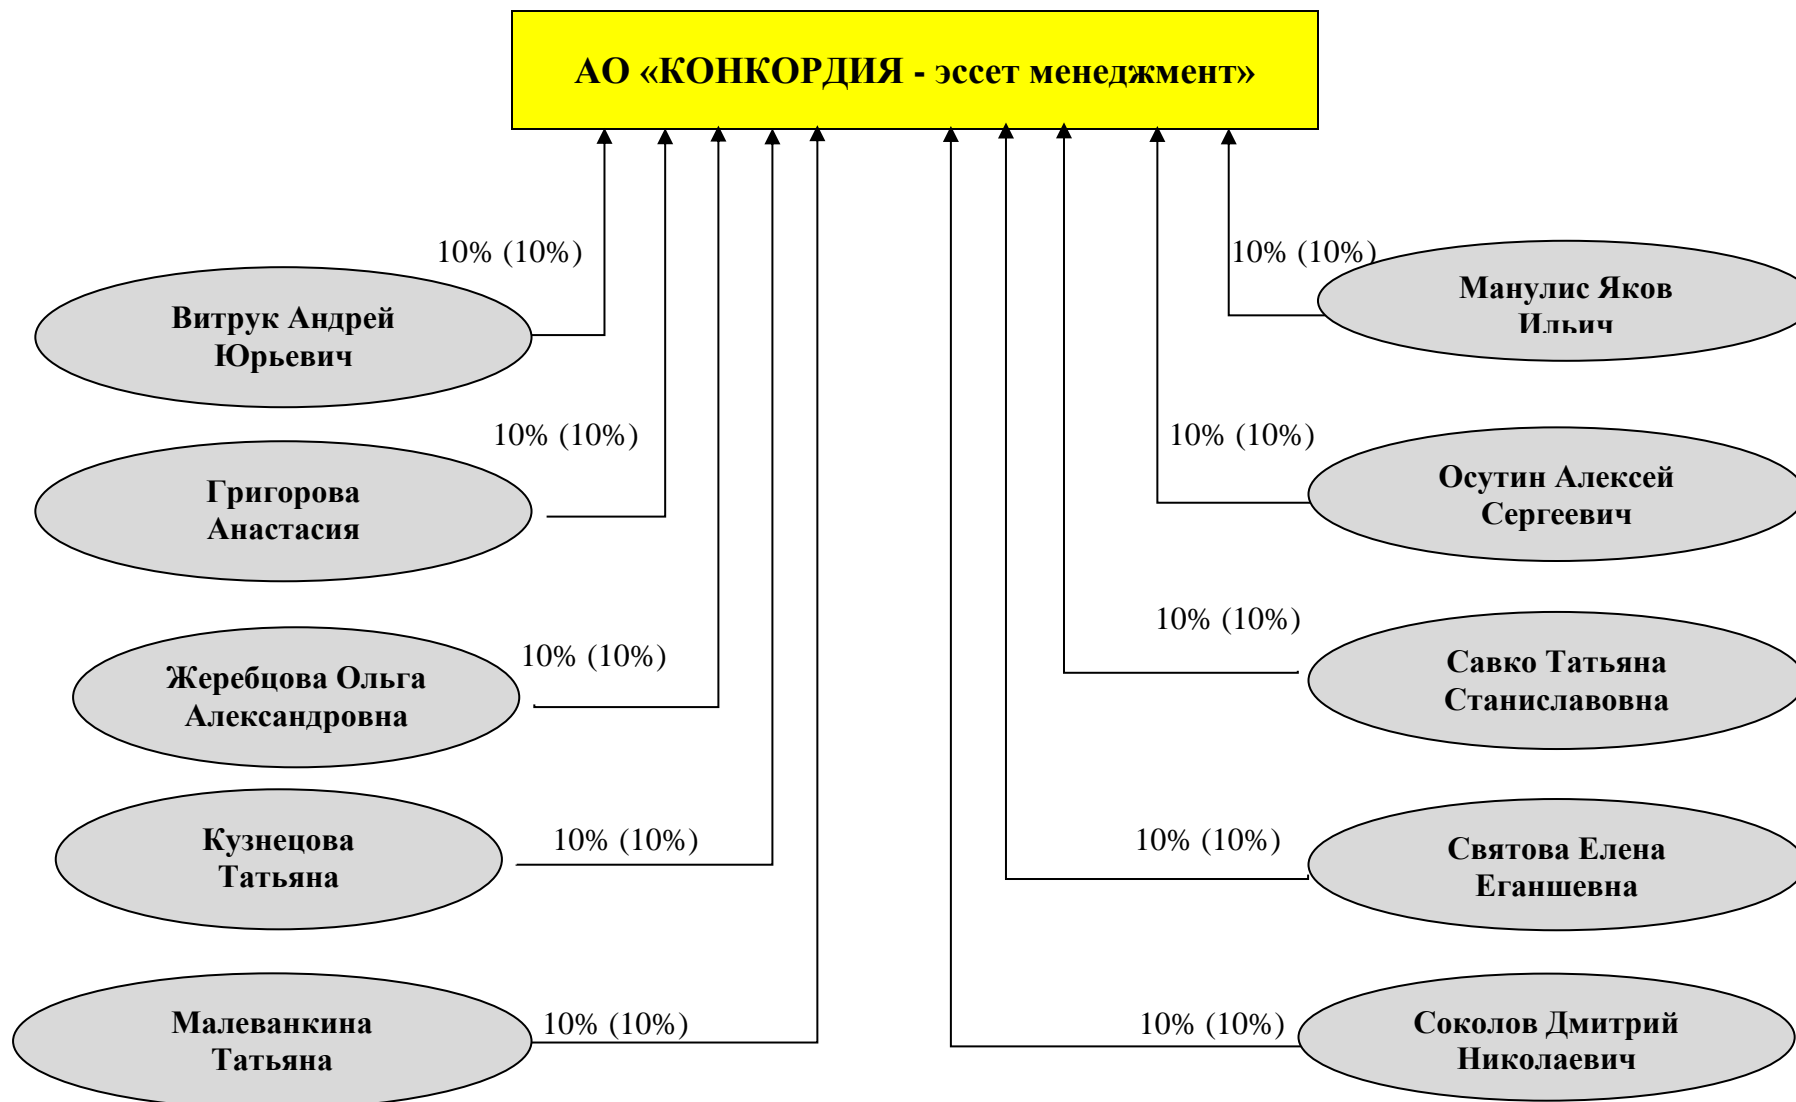 АО «КОНКОРДИЯ - эссет менеджмент»
10% (10%)
Витрук Андрей
Юрьевич
10% (10%)
Григорова
Анастасия
10% (10%)
Жеребцова Ольга
Александровна
10% (10%)
Кузнецова
Татьяна
10% (10%)
Малеванкина
Татьяна
10% (10%)
Манулис Яков
Ильич
10% (10%)
Осутин Алексей
Сергеевич
10% (10%)
Савко Татьяна
Станиславовна
10% (10%)
Святова Елена
Еганшевна
10% (10%)
Соколов Дмитрий
Николаевич